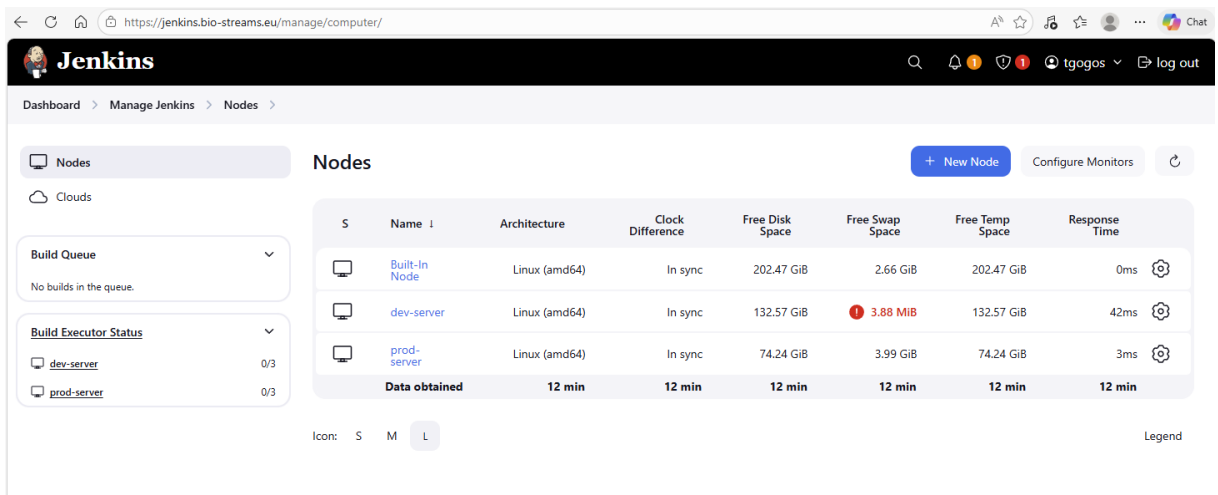 https://jenkins.bio-streams.eu/manage/computer/
Chat
Jenkins
1
1
tgogos
log out
Dashboard > Manage Jenkins > Nodes >
Nodes
Clouds
Build Queue
No builds in the queue.
Build Executor Status
dev-server 0/3
prod-server 0/3
Nodes
+ New Node
Configure Monitors
S Name ↓ Architecture Clock Difference Free Disk Space Free Swap Space Free Temp Space Response Time
Built-In Node Linux (amd64) In sync 202.47 GiB 2.66 GiB 202.47 GiB 0ms
dev-server Linux (amd64) In sync 132.57 GiB 3.88 MiB 132.57 GiB 42ms
prod-server Linux (amd64) In sync 74.24 GiB 3.99 GiB 74.24 GiB 3ms
Data obtained 12 min 12 min 12 min 12 min 12 min 12 min
Icon: S M L
Legend